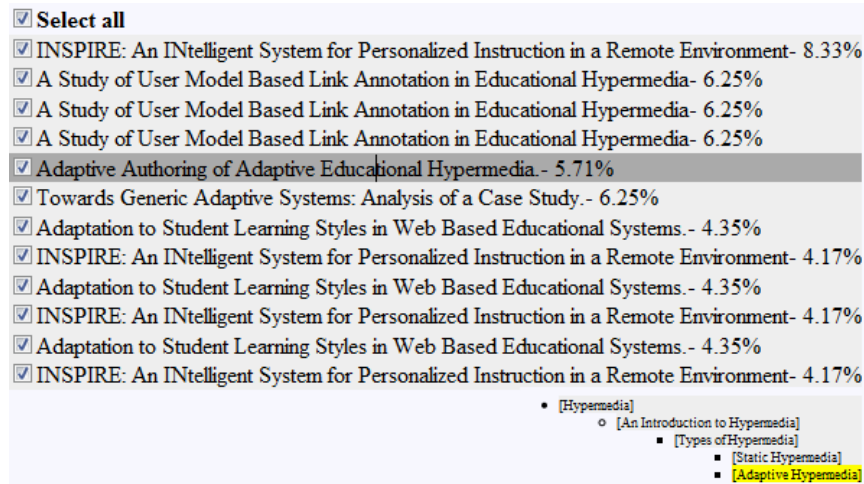 Select all
INSPIRE: An INtelligent System for Personalized Instruction in a Remote Environment- 8.33%
A Study of User Model Based Link Annotation in Educational Hypermedia- 6.25%
A Study of User Model Based Link Annotation in Educational Hypermedia- 6.25%
A Study of User Model Based Link Annotation in Educational Hypermedia- 6.25%
Adaptive Authoring of Adaptive Educational Hypermedia.- 5.71%
Towards Generic Adaptive Systems: Analysis of a Case Study.- 6.25%
Adaptation to Student Learning Styles in Web Based Educational Systems.- 4.35%
INSPIRE: An INtelligent System for Personalized Instruction in a Remote Environment- 4.17%
Adaptation to Student Learning Styles in Web Based Educational Systems.- 4.35%
INSPIRE: An INtelligent System for Personalized Instruction in a Remote Environment- 4.17%
Adaptation to Student Learning Styles in Web Based Educational Systems.- 4.35%
INSPIRE: An INtelligent System for Personalized Instruction in a Remote Environment- 4.17%
[Hypermedia]
[An Introduction to Hypermedia]
[Types of Hypermedia]
[Static Hypermedia]
[Adaptive Hypermedia]